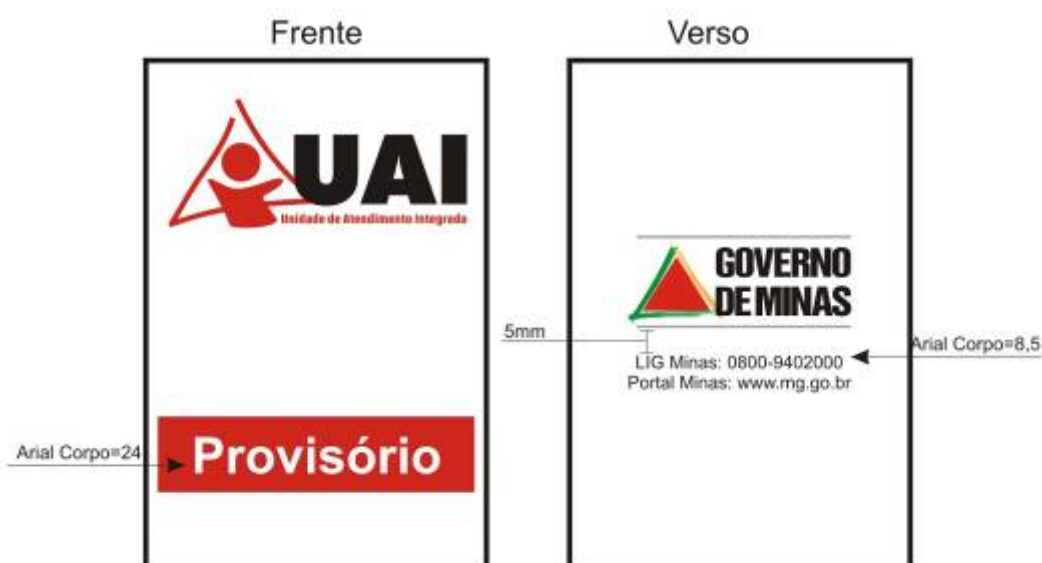 Frente
UAI
Unidade de Atendimento Integrada
Arial Corpo=24
Provisório
Verso
GOVERNO
DE MINAS
5mm
Arial Corpo=8,5
LIG Minas: 0800-9402000
Portal Minas: www.mg.go.br